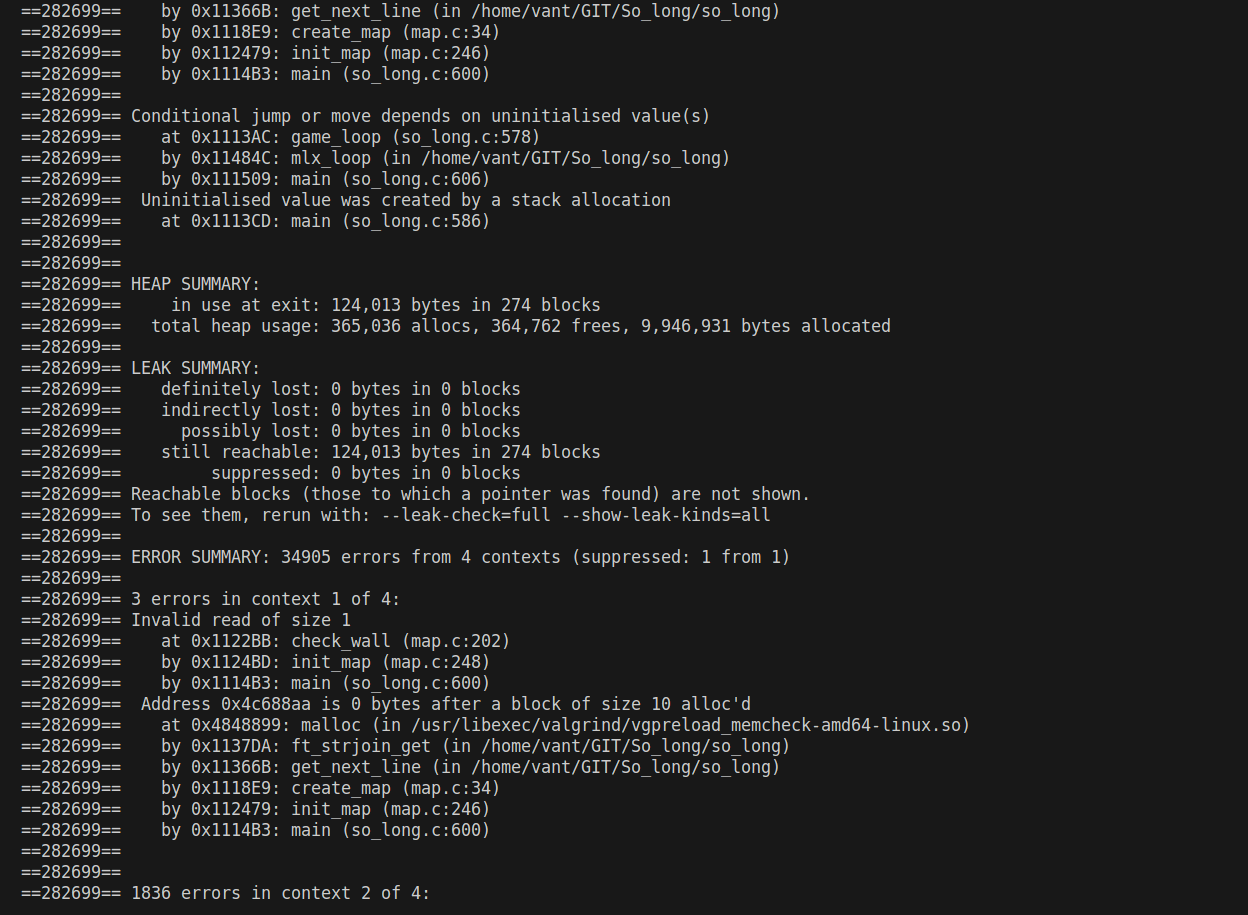 ==282699==    by 0x11366B: get_next_line (in /home/vant/GIT/So_long/so_long)
==282699==    by 0x1118E9: create_map (map.c:34)
==282699==    by 0x112479: init_map (map.c:246)
==282699==    by 0x1114B3: main (so_long.c:600)
==282699==
==282699== Conditional jump or move depends on uninitialised value(s)
==282699==    at 0x1113AC: game_loop (so_long.c:578)
==282699==    by 0x11484C: mlx_loop (in /home/vant/GIT/So_long/so_long)
==282699==    by 0x111509: main (so_long.c:606)
==282699==  Uninitialised value was created by a stack allocation
==282699==    at 0x1113CD: main (so_long.c:586)
==282699==
==282699==
==282699== HEAP SUMMARY:
==282699==     in use at exit: 124,013 bytes in 274 blocks
==282699==   total heap usage: 365,036 allocs, 364,762 frees, 9,946,931 bytes allocated
==282699==
==282699== LEAK SUMMARY:
==282699==    definitely lost: 0 bytes in 0 blocks
==282699==    indirectly lost: 0 bytes in 0 blocks
==282699==      possibly lost: 0 bytes in 0 blocks
==282699==    still reachable: 124,013 bytes in 274 blocks
==282699==         suppressed: 0 bytes in 0 blocks
==282699== Reachable blocks (those to which a pointer was found) are not shown.
==282699== To see them, rerun with: --leak-check=full --show-leak-kinds=all
==282699==
==282699== ERROR SUMMARY: 34905 errors from 4 contexts (suppressed: 1 from 1)
==282699==
==282699== 3 errors in context 1 of 4:
==282699== Invalid read of size 1
==282699==    at 0x1122BB: check_wall (map.c:202)
==282699==    by 0x1124BD: init_map (map.c:248)
==282699==    by 0x1114B3: main (so_long.c:600)
==282699==  Address 0x4c688aa is 0 bytes after a block of size 10 alloc'd
==282699==    at 0x4848899: malloc (in /usr/libexec/valgrind/vgpreload_memcheck-amd64-linux.so)
==282699==    by 0x1137DA: ft_strjoin_get (in /home/vant/GIT/So_long/so_long)
==282699==    by 0x11366B: get_next_line (in /home/vant/GIT/So_long/so_long)
==282699==    by 0x1118E9: create_map (map.c:34)
==282699==    by 0x112479: init_map (map.c:246)
==282699==    by 0x1114B3: main (so_long.c:600)
==282699==
==282699==
==282699== 1836 errors in context 2 of 4: